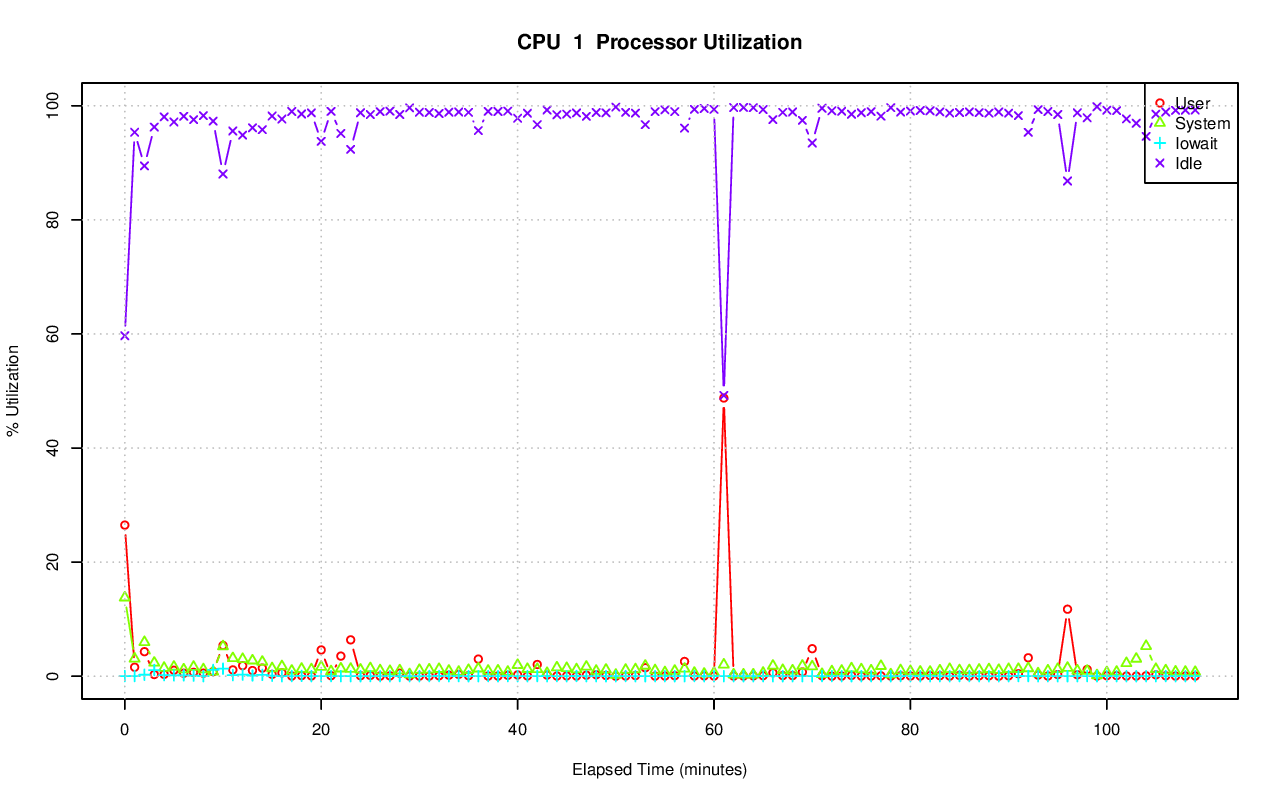 CPU  1  Processor Utilization
% Utilization
100
80
60
40
20
0
User
System
Iowait
Idle
0 20 40 60 80 100
Elapsed Time (minutes)